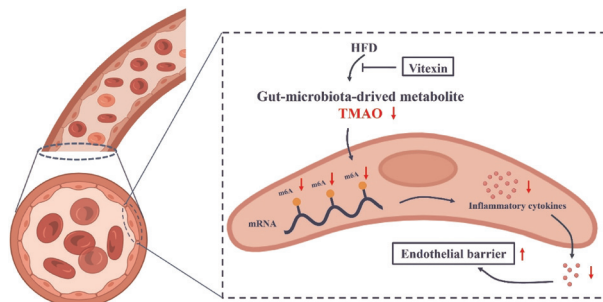 HFD
Vitexin
Gut-microbiota-drived metabolite
TMAO
m6A
m6A
m6A
mRNA
Inflammatory cytokines
Endothelial barrier